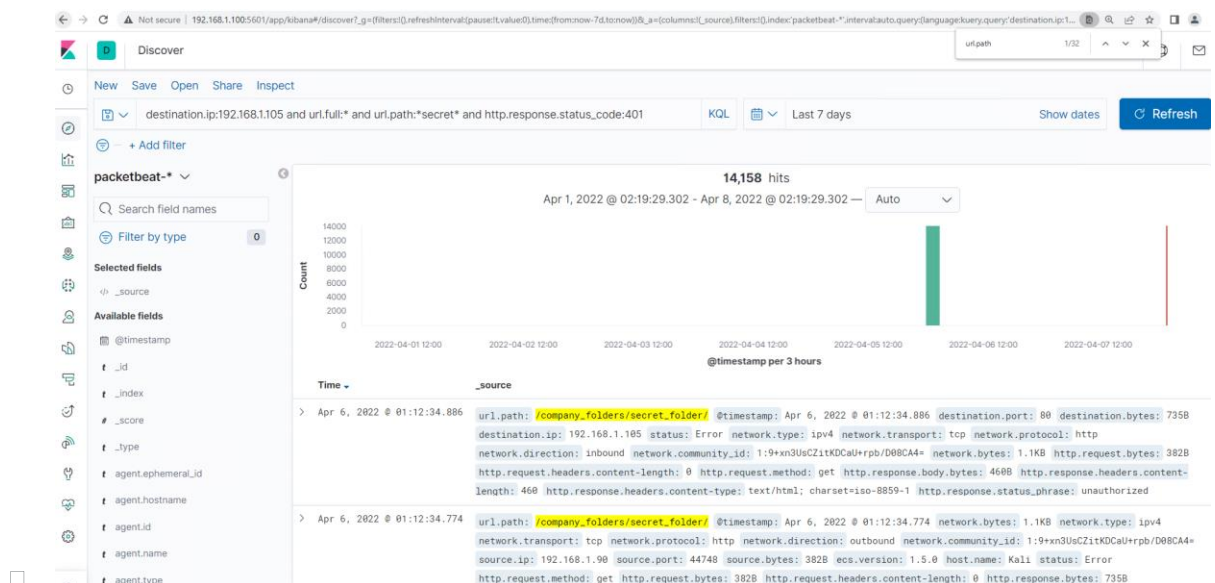 Not secure | 192.168.1.100:5601/app/kibana#/discover?_g=(filters:!(),refreshInterval:(pause:!t,value:0),time:(from:now-7d,to:now))&_a=(columns:!(_source),filters:!(),index:'packetbeat-*',interval:auto,query:(language:kuery,query:'destination.ip:1...
url.path 1/32
D Discover
New Save Open Share Inspect
destination.ip:192.168.1.105 and url.full:* and url.path:*secret* and http.response.status_code:401 KQL Last 7 days Show dates Refresh
+ Add filter
packetbeat-*
14,158 hits
Apr 1, 2022 @ 02:19:29.302 - Apr 8, 2022 @ 02:19:29.302 — Auto
Search field names
Filter by type 0
Selected fields
_source
Available fields
@timestamp
t _id
t _index
# _score
t _type
t agent.ephemeral_id
t agent.hostname
t agent.id
t agent.name
t agent.type
Count
14000
12000
10000
8000
6000
4000
2000
0
2022-04-01 12:00 2022-04-02 12:00 2022-04-03 12:00 2022-04-04 12:00 2022-04-05 12:00 2022-04-06 12:00 2022-04-07 12:00
@timestamp per 3 hours
Time _source
Apr 6, 2022 @ 01:12:34.886 url.path: /company_folders/secret_folder/ @timestamp: Apr 6, 2022 @ 01:12:34.886 destination.port: 80 destination.bytes: 735B
destination.ip: 192.168.1.105 status: Error network.type: ipv4 network.transport: tcp network.protocol: http
network.direction: inbound network.community_id: 1:9+xn3UsCZitKDCaU+rpb/D08CA4= network.bytes: 1.1KB http.request.bytes: 382B
http.request.headers.content-length: 0 http.request.method: get http.response.body.bytes: 460B http.response.headers.content-
length: 460 http.response.headers.content-type: text/html; charset=iso-8859-1 http.response.status_phrase: unauthorized
Apr 6, 2022 @ 01:12:34.774 url.path: /company_folders/secret_folder/ @timestamp: Apr 6, 2022 @ 01:12:34.774 network.bytes: 1.1KB network.type: ipv4
network.transport: tcp network.protocol: http network.direction: outbound network.community_id: 1:9+xn3UsCZitKDCaU+rpb/D08CA4=
source.ip: 192.168.1.90 source.port: 44748 source.bytes: 382B ecs.version: 1.5.0 host.name: Kali status: Error
http.request.method: get http.request.bytes: 382B http.request.headers.content-length: 0 http.response.bytes: 735B